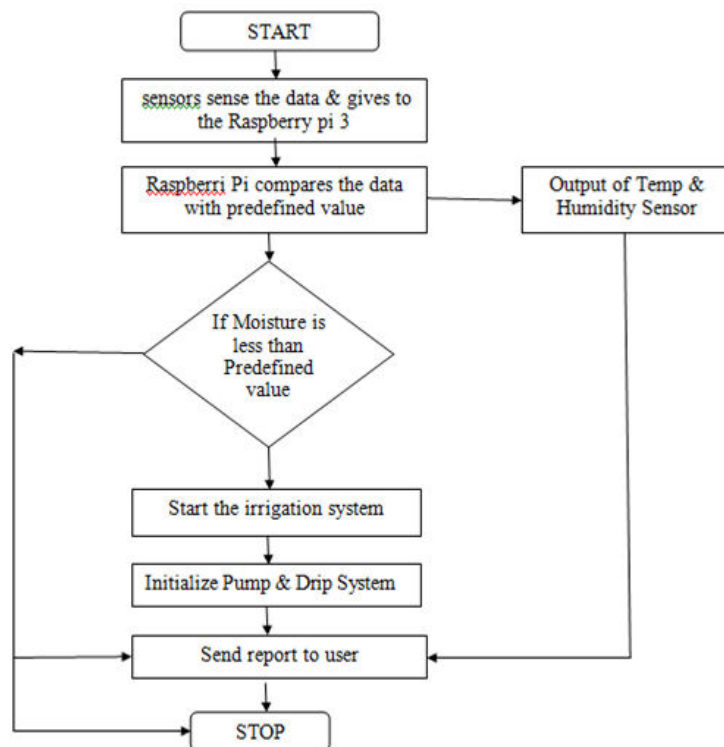 START
sensors sense the data & gives to
the Raspberry pi 3
Raspberri Pi compares the data
with predefined value
Output of Temp &
Humidity Sensor
If Moisture is
less than
Predefined
value
Start the irrigation system
Initialize Pump & Drip System
Send report to user
STOP